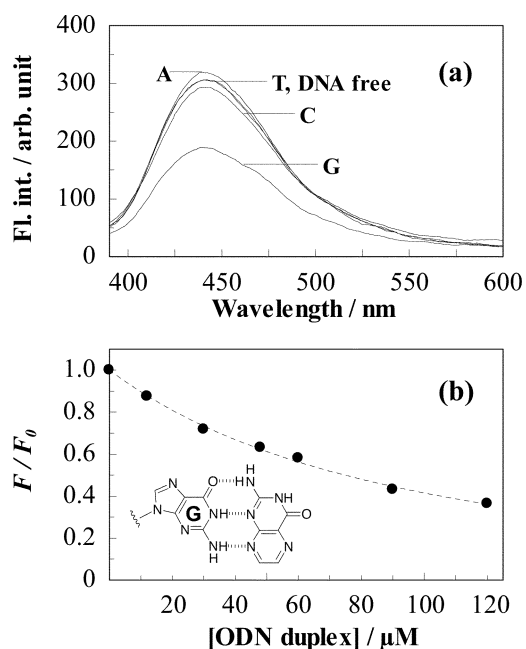 400
(a)
A
T, DNA free
300
C
200
G
100
0
Fl. int. / arb. unit
400 450 500 550 600
Wavelength / nm
(b)
1.0
0.8
0.6
0.4
0.2
0
F / F0
H
O HN
N N NH
G NH N O
N N
N NH N N
H
20 40 60 80 100 120
[ODN duplex] / µM